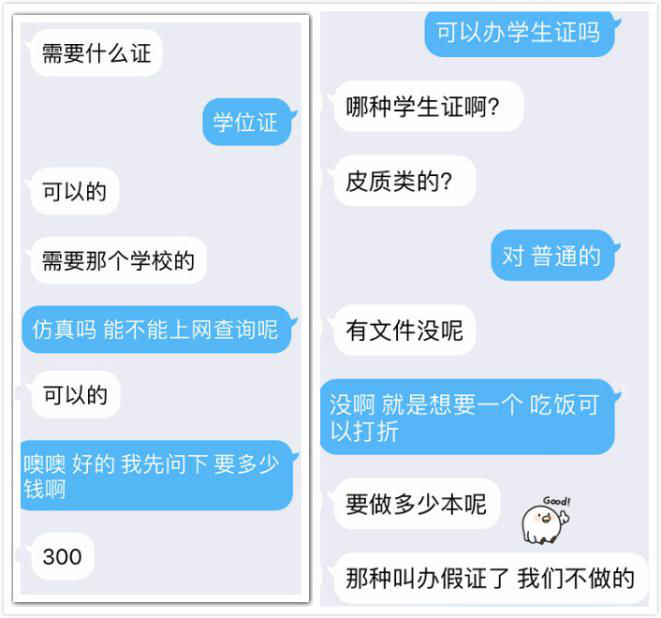 需要什么证
学位证
可以的
需要那个学校的
仿真吗 能不能上网查询呢
可以的
噢噢 好的 我先问下 要多少
钱啊
300
可以办学生证吗
哪种学生证啊?
皮质类的?
对 普通的
有文件没呢
没啊 就是想要一个 吃饭可
以打折
要做多少本呢
Good!
那种叫办假证了 我们不做的